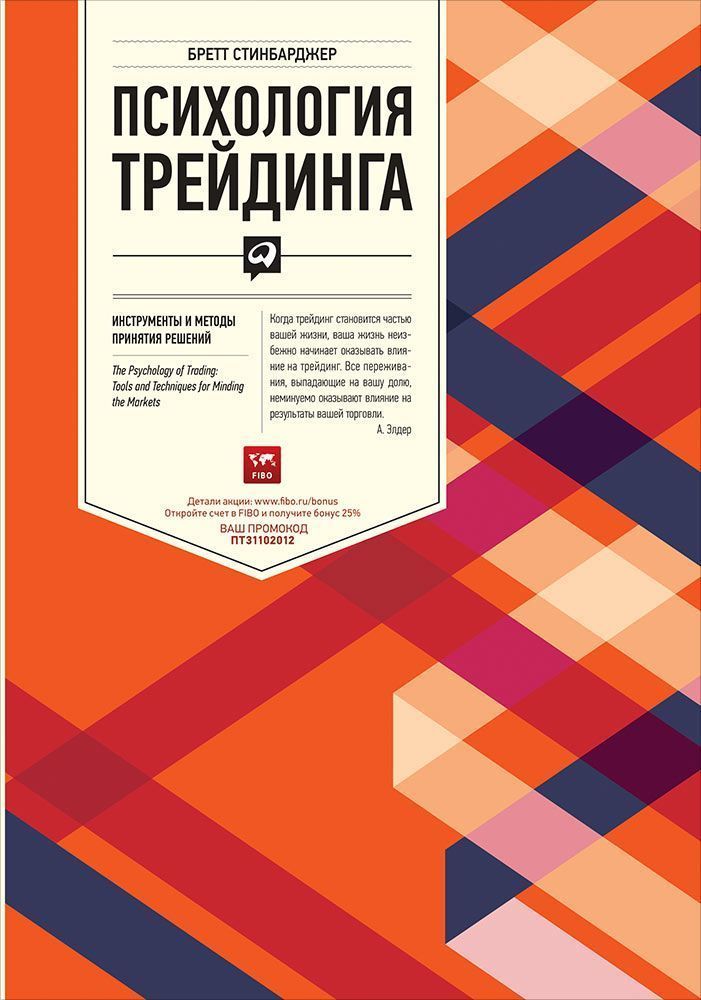 БРЕТТ СТИНБАРДЖЕР
ПСИХОЛОГИЯ
ТРЕЙДИНГА
ИНСТРУМЕНТЫ И МЕТОДЫ
ПРИНЯТИЯ РЕШЕНИЙ
The Psychology of Trading:
Tools and Techniques for Minding
the Markets
Когда трейдинг становится частью
вашей жизни, ваша жизнь неиз-
бежно начинает оказывать влия-
ние на трейдинг. Все пережива-
ния, выпадающие на вашу долю,
неминуемо оказывают влияние на
результаты вашей торговли.
А. Элдер
FIBO
Детали акции: www.fibo.ru/bonus
Откройте счет в FIBO и получите бонус 25%
ВАШ ПРОМОКОД
ПТ31102012